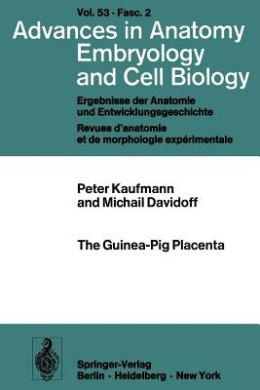 Vol. 53 · Fasc. 2
Advances in Anatomy
Embryology
and Cell Biology
Ergebnisse der Anatomie
und Entwicklungsgeschichte
Revues d'anatomie
et de morphologie expérimentale
Peter Kaufmann
and Michail Davidoff
The Guinea-Pig Placenta
Springer-Verlag
Berlin · Heidelberg · New York